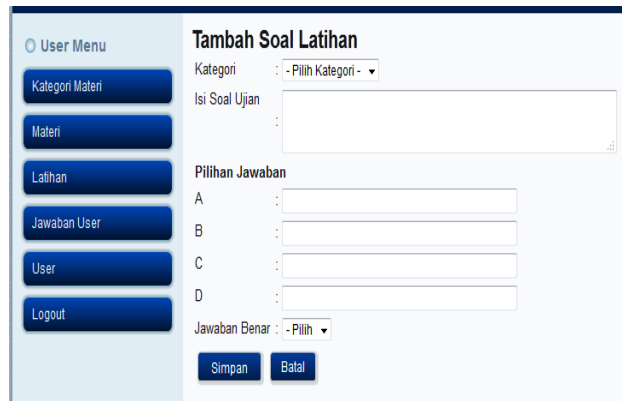 User Menu
Kategori Materi
Materi
Latihan
Jawaban User
User
Logout
Tambah Soal Latihan
Kategori : - Pilih Kategori -
Isi Soal Ujian :
Pilihan Jawaban
A :
B :
C :
D :
Jawaban Benar : - Pilih
Simpan Batal